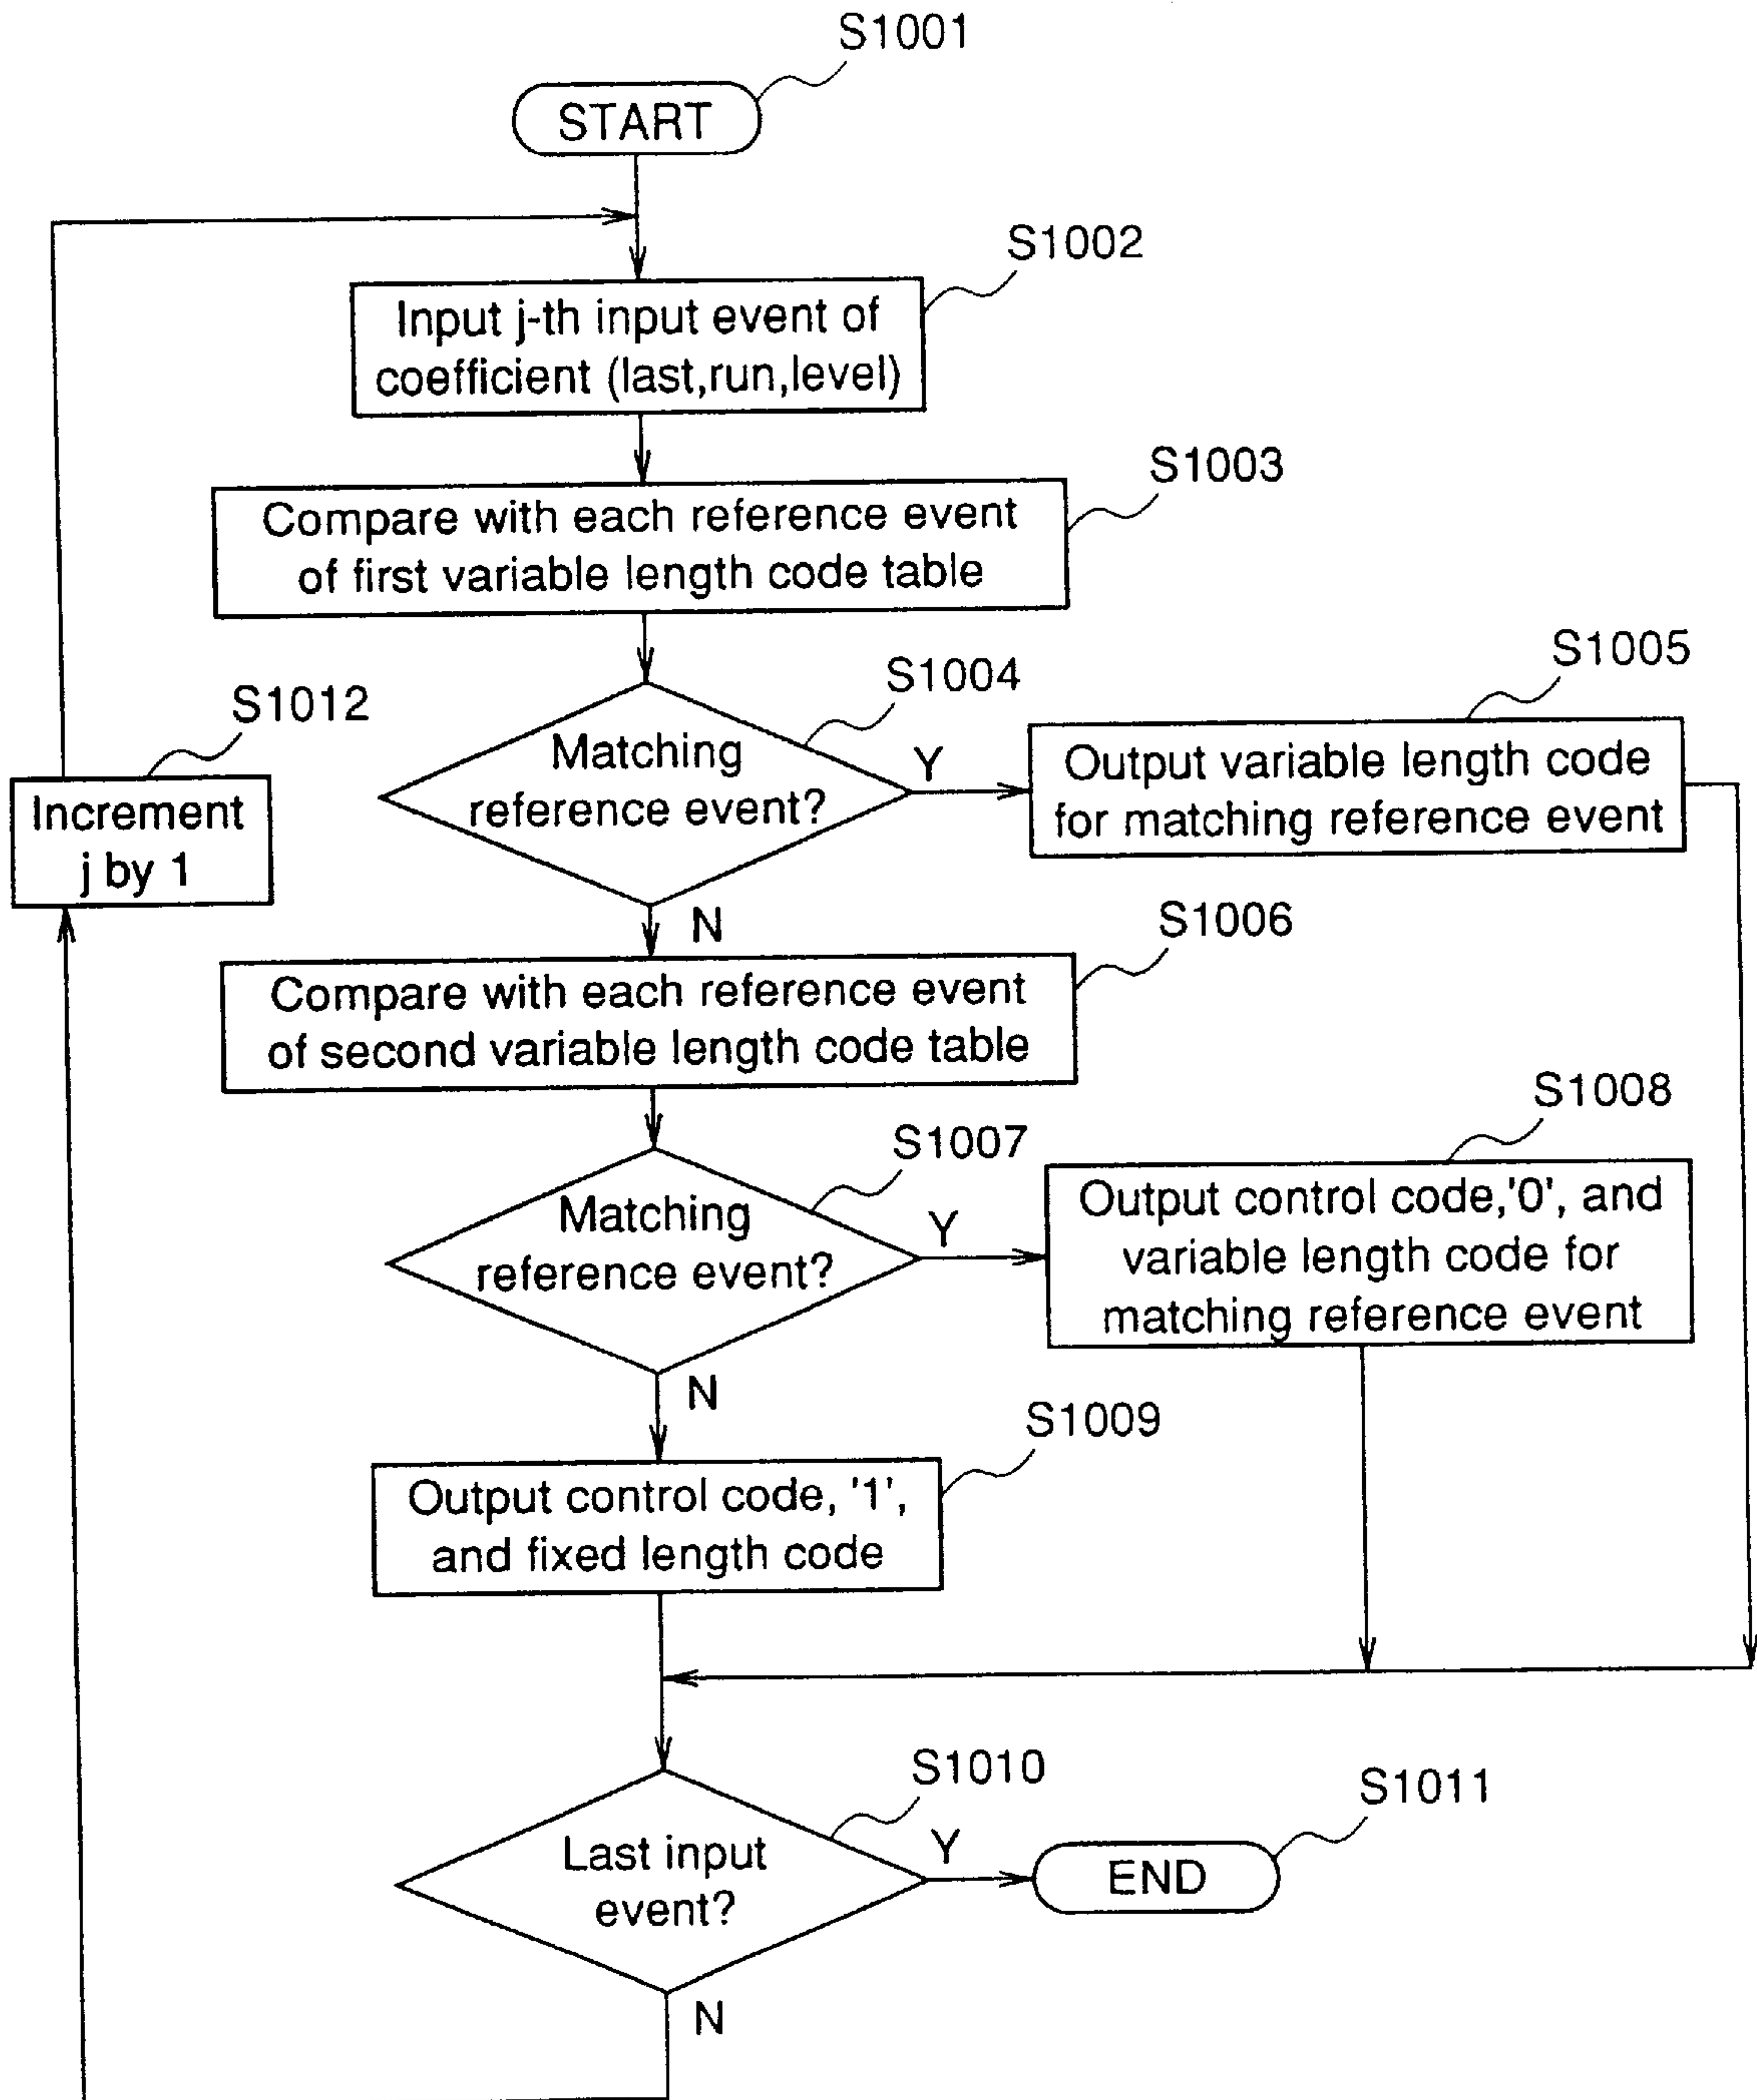 S1001
START
S1002
Input j-th input event of
coefficient (last,run,level)
S1003
Compare with each reference event
of first variable length code table
S1004
Matching
reference event?
Y
N
S1005
Output variable length code
for matching reference event
S1012
Increment
j by 1
S1006
Compare with each reference event
of second variable length code table
S1007
Matching
reference event?
Y
N
S1008
Output control code,'0', and
variable length code for
matching reference event
S1009
Output control code, '1',
and fixed length code
S1010
Last input
event?
Y
N
S1011
END